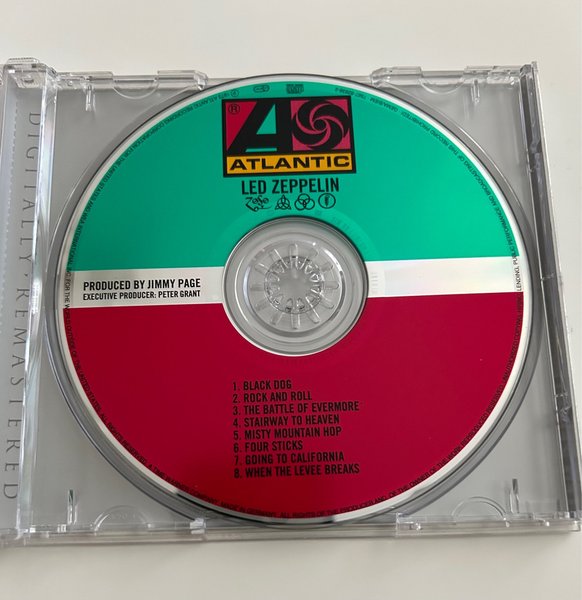 DIGITALLY · REMASTERED
®
ATLANTIC
LED ZEPPELIN
PRODUCED BY JIMMY PAGE
EXECUTIVE PRODUCER: PETER GRANT
1. BLACK DOG
2. ROCK AND ROLL
3. THE BATTLE OF EVERMORE
4. STAIRWAY TO HEAVEN
5. MISTY MOUNTAIN HOP
6. FOUR STICKS
7. GOING TO CALIFORNIA
8. WHEN THE LEVEE BREAKS